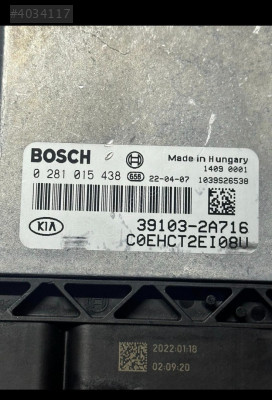 #4034117
BOSCH
Made in Hungary
1409 0001
0 281 015 438 658 22-04-07 1039S26538
KIA
39103-2A716
C0EHCT2EI08U
2022.01.18
02:09:20